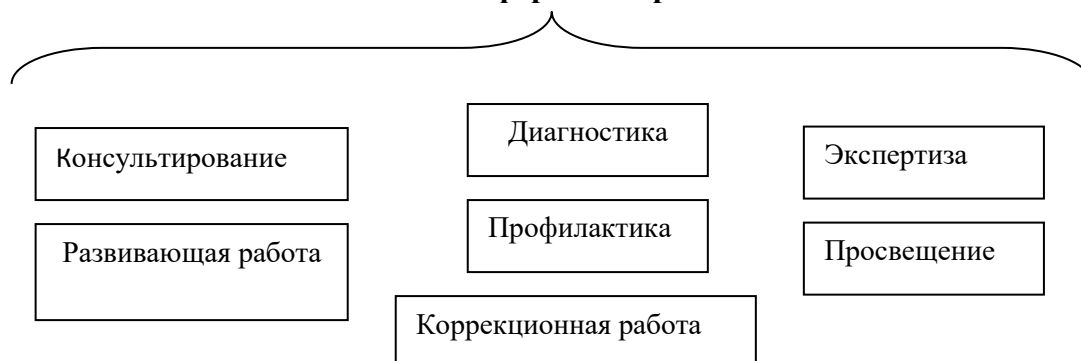 Консультирование
Диагностика
Экспертиза
Развивающая работа
Профилактика
Просвещение
Коррекционная работа